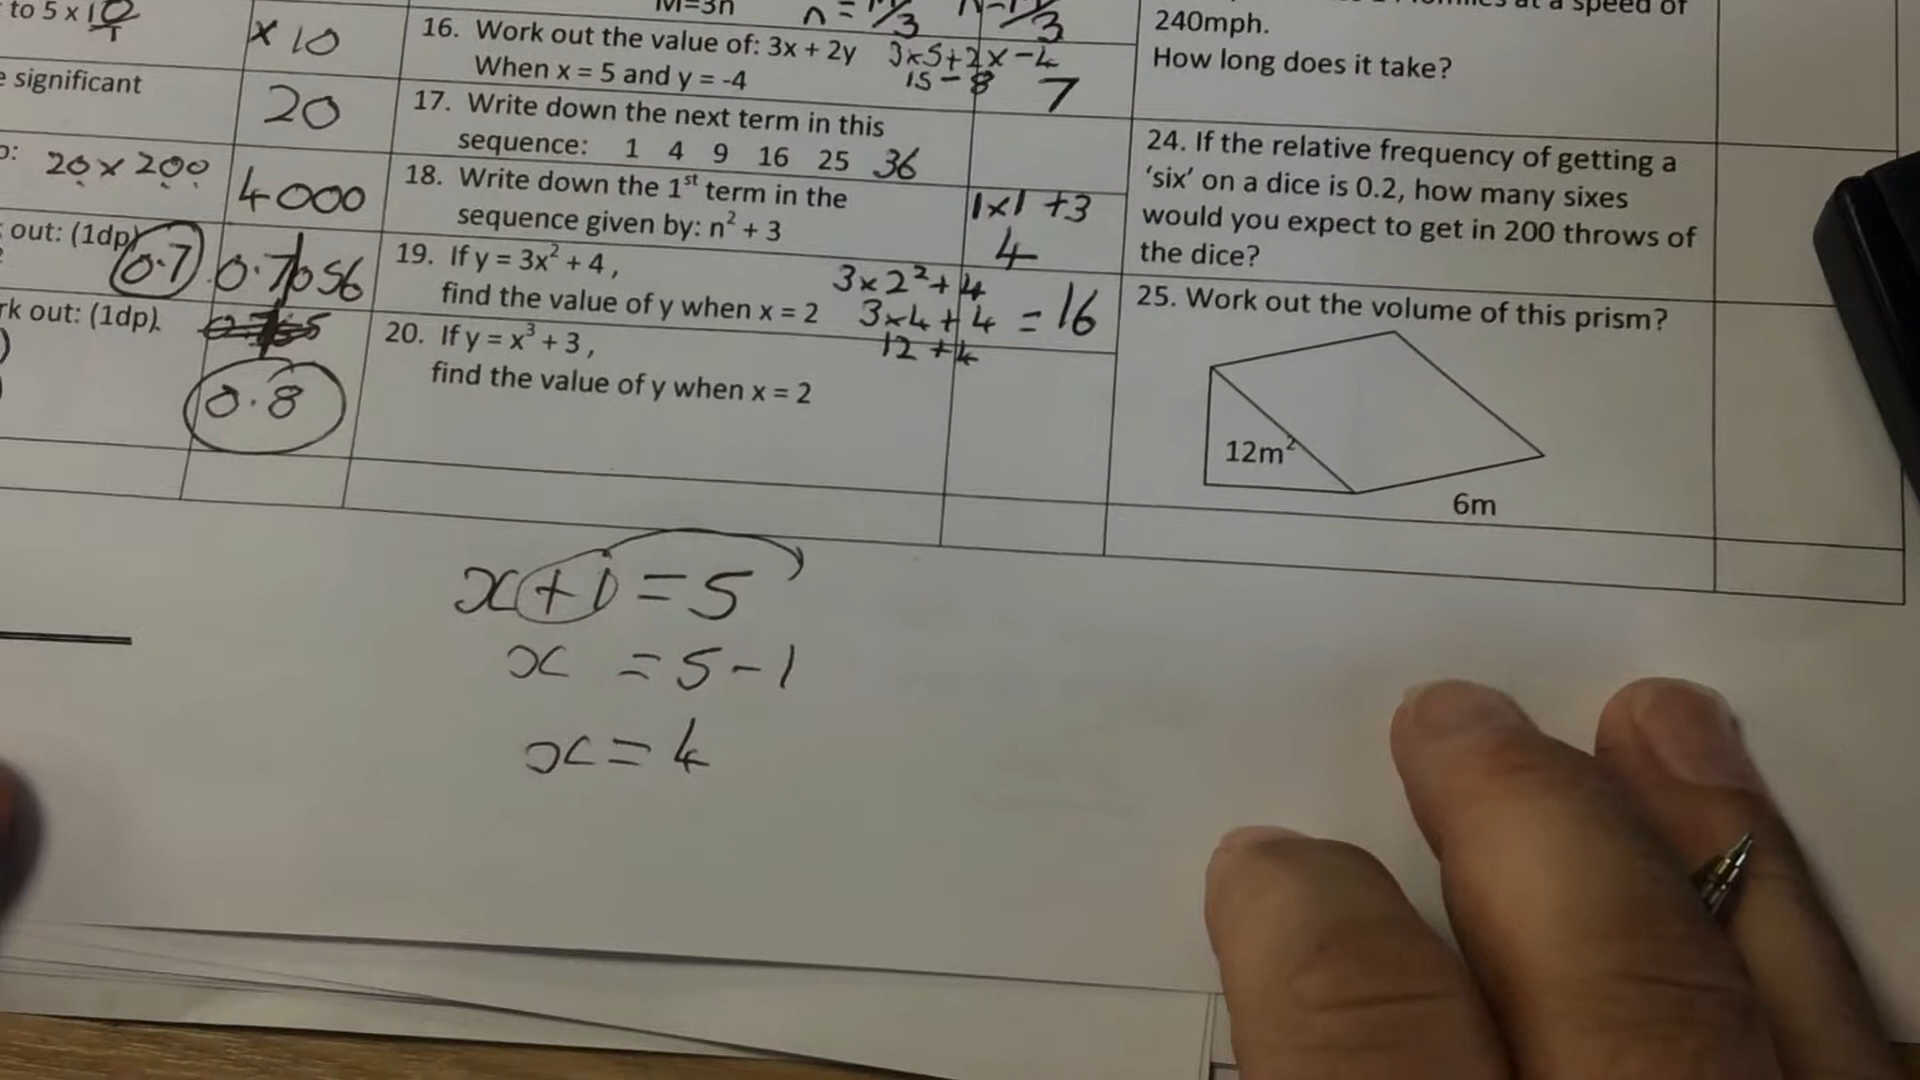 to 5 x 10
x 10
significant
20
20 x 200
4000
out: (1dp)
0.7
0.7056
rk out: (1dp)
0.8
M=3n
16. Work out the value of: 3x + 2y
When x = 5 and y = -4
3x5+2x-4
15-8
7
17. Write down the next term in this
sequence: 1 4 9 16 25 36
18. Write down the 1st term in the
sequence given by: n² + 3
1x1+3
4
19. If y = 3x² + 4,
find the value of y when x = 2
3x2²+4
3x4+4 = 16
12+4
20. If y = x³ + 3,
find the value of y when x = 2
at a speed of
240mph.
How long does it take?
24. If the relative frequency of getting a
'six' on a dice is 0.2, how many sixes
would you expect to get in 200 throws of
the dice?
25. Work out the volume of this prism?
12m²
6m
x+1=5
x =5-1
x=4